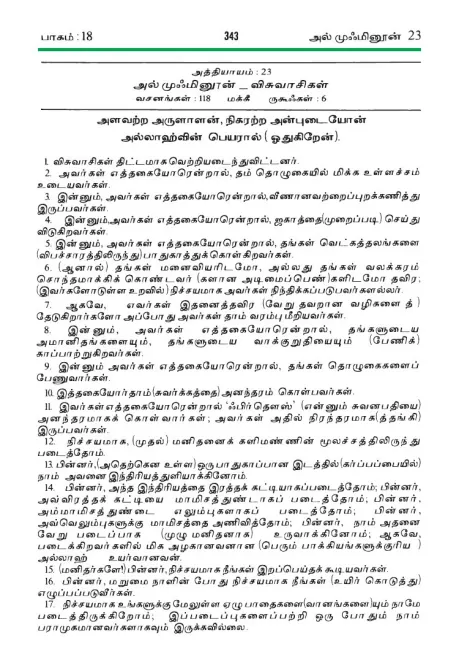 பாகம் : 18 343 அல் முஃமினூன் 23
அத்தியாயம் : 23
அல் முஃமினூன் _ விசுவாசிகள்
வசனங்கள் : 118 மக்கீ ருகூஃகள் : 6
அளவற்ற அருளாளன், நிகரற்ற அன்புடையோன்
அல்லாஹ்வின் பெயரால் ( ஓதுகிறேன்).
1. விசுவாசிகள் திட்டமாகவெற்றியடைந்துவிட்டனர்.
2. அவர்கள் எத்தகையோரென்றால், தம் தொழுகையில் மிக்க உள்ளச்சம்
உடையவர்கள்.
3. இன்னும், அவர்கள் எத்தகையோரென்றால்,வீணானவற்றைப்புறக்கணித்து
இருப்பவர்கள்.
4. இன்னும்,அவர்கள் எத்தகையோரென்றால், ஜகாத்தை(முறைப்படி) செய்து
விடுகிறவர்கள்.
5. இன்னும், அவர்கள் எத்தகையோரென்றால், தங்கள் வெட்கத்தலங்களை
(விபச்சாரத்திலிருந்து)பாதுகாத்துக்கொள்கிறவர்கள்.
6. (ஆனால்) தங்கள் மனைவியரிடமோ, அல்லது தங்கள் வலக்கரம்
சொந்தமாக்கிக் கொண்டவர் (களான அடிமைப்பெண்)களிடமோ தவிர;
(இவர்களோடுள்ள உறவில்) நிச்சயமாக அவர்கள் நிந்திக்கப்படுபவர்களல்லர்.
7. ஆகவே, எவர்கள் இதனைத்தவிர (வேறு தவறான வழிகளை த் )
தேடுகிறார்களோ அப்போது அவர்கள் தாம் வரம்பு மீறியவர்கள்.
8. இன்னும், அவர்கள் எத்தகையோரென்றால், தங்களுடைய
அமானிதங்களையும், தங்களுடைய வாக்குறுதியையும் (பேணிக்)
காப்பாற்றுகிறவர்கள்.
9. இன்னும் அவர்கள் எத்தகையோரென்றால், தங்கள் தொழுகைகளைப்
பேணுவார்கள்.
10. இத்தகையோர்தாம்(சுவர்க்கத்தை) அனந்தரம் கொள்பவர்கள்.
11. இவர்கள்எத்தகையோரென்றால் 'ஃபிர்தௌஸ்' (என்னும் சுவனபதியை)
அனந்தரமாகக் கொள்வார்கள்; அவர்கள் அதில் நிரந்தரமாக(த்தங்கி)
இருப்பவர்கள்.
12. நிச்சயமாக, (முதல்) மனிதனைக் களிமண்ணின் மூலச்சத்திலிருந்து
படைத்தோம்.
13. பின்னர்,(அதற்கென உள்ள) ஒருபாதுகாப்பான இடத்தில்(கர்ப்பப்பையில்)
நாம் அவனை இந்திரியத்துளியாக்கினோம்.
14. பின்னர், அந்த இந்திரியத்தை இரத்தக் கட்டியாகப்படைத்தோம்; பின்னர்,
அவ்விரத்தக் கட்டியை மாமிசத்துண்டாகப் படைத்தோம்; பின்னர்,
அம்மாமிசத்துண்டை எலும்புகளாகப் படைத்தோம்; பின்னர்,
அவ்வெலும்புகளுக்கு மாமிசத்தை அணிவித்தோம்; பின்னர், நாம் அதனை
வேறு படைப்பாக (முழு மனிதனாக) உருவாக்கினோம்; ஆகவே,
படைக்கிறவர்களில் மிக அழகானவனான (பெரும் பாக்கியங்களுக்குரிய )
அல்லாஹ் உயர்வானவன்.
15. (மனிதர்களே!) பின்னர், நிச்சயமாக நீங்கள் இறப்பெய்தக்கூடியவர்கள்.
16. பின்னர், மறுமை நாளின் போது நிச்சயமாக நீங்கள் (உயிர் கொடுத்து)
எழுப்பப்படுவீர்கள்.
17. நிச்சயமாக உங்களுக்கு மேலுள்ள ஏழு பாதைகளை(வானங்களை)யும் நாமே
படைத்திருக்கிறோம்; இப்படைப்புகளைப்பற்றி ஒரு போதும் நாம்
பராமுகமானவர்களாகவும் இருக்கவில்லை.